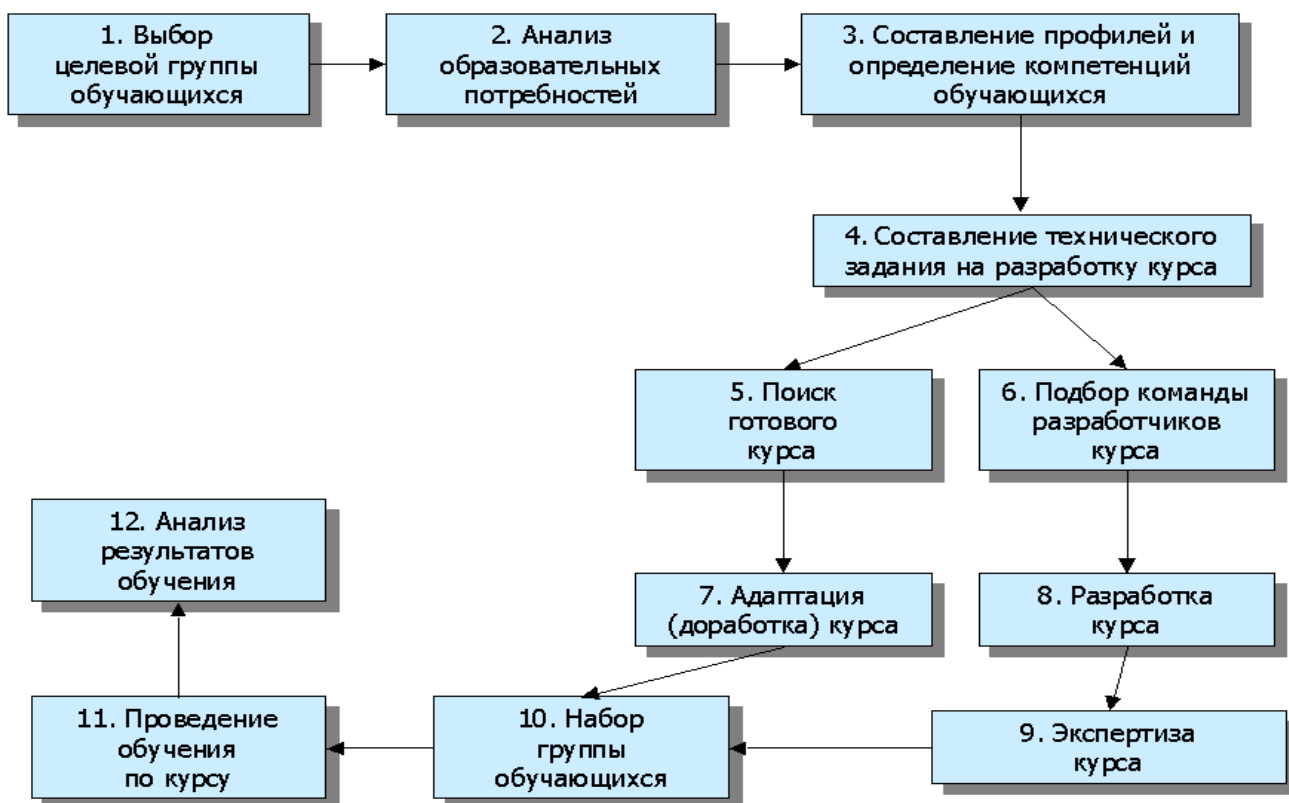 1. Выбор
целевой группы
обучающихся
2. Анализ
образовательных
потребностей
3. Составление профилей и
определение компетенций
обучающихся
4. Составление технического
задания на разработку курса
5. Поиск
готового
курса
6. Подбор команды
разработчиков
курса
12. Анализ
результатов
обучения
7. Адаптация
(доработка) курса
8. Разработка
курса
11. Проведение
обучения
по курсу
10. Набор
группы
обучающихся
9. Экспертиза
курса